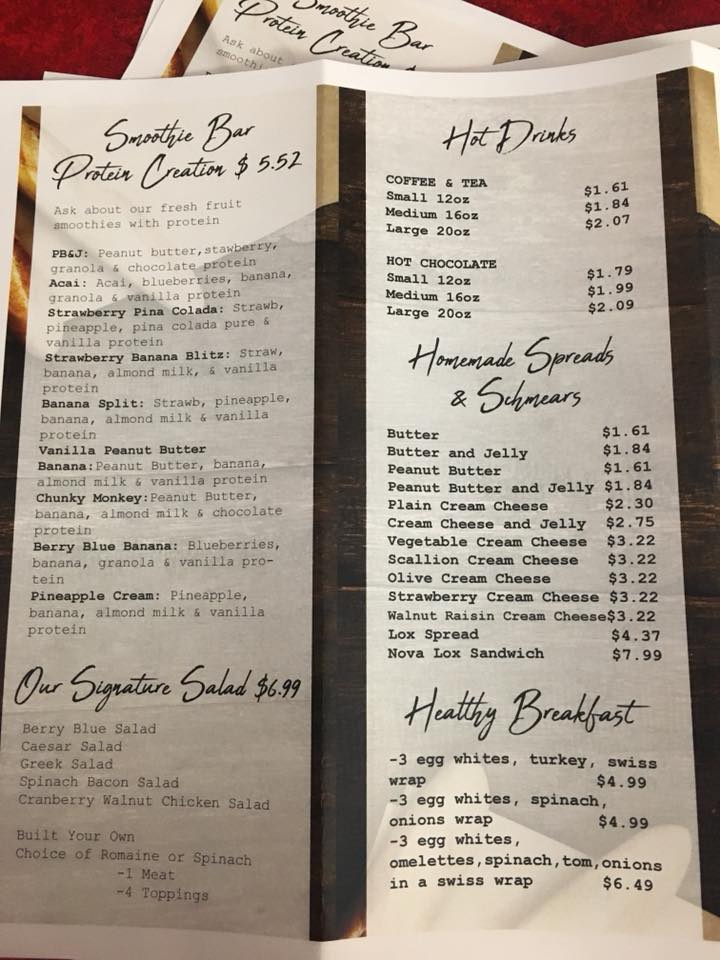 Smoothie Bar
Protein Creation $
Ask about
smoothi
Smoothie Bar
Protein Creation $ 5.52
Ask about our fresh fruit
smoothies with protein
PB&J: Peanut butter,stawberry,
granola & chocolate protein
Acai: Acai, blueberries, banana,
granola & vanilla protein
Strawberry Pina Colada: Strawb,
pineapple, pina colada pure &
vanilla protein
Strawberry Banana Blitz: Straw,
banana, almond milk, & vanilla
protein
Banana Split: Strawb, pineapple,
banana, almond milk & vanilla
protein
Vanilla Peanut Butter
Banana:Peanut Butter, banana,
almond milk & vanilla protein
Chunky Monkey:Peanut Butter,
banana, almond milk & chocolate
protein
Berry Blue Banana: Blueberries,
banana, granola & vanilla pro-
tein
Pineapple Cream: Pineapple,
banana, almond milk & vanilla
protein
Our Signature Salad $6.99
Berry Blue Salad
Caesar Salad
Greek Salad
Spinach Bacon Salad
Cranberry Walnut Chicken Salad
Built Your Own
Choice of Romaine or Spinach
-1 Meat
-4 Toppings
Hot Drinks
COFFEE & TEA
Small 12oz $1.61
Medium 16oz $1.84
Large 20oz $2.07
HOT CHOCOLATE
Small 12oz $1.79
Medium 16oz $1.99
Large 20oz $2.09
Homemade Spreads
& Schmears
Butter $1.61
Butter and Jelly $1.84
Peanut Butter $1.61
Peanut Butter and Jelly $1.84
Plain Cream Cheese $2.30
Cream Cheese and Jelly $2.75
Vegetable Cream Cheese $3.22
Scallion Cream Cheese $3.22
Olive Cream Cheese $3.22
Strawberry Cream Cheese $3.22
Walnut Raisin Cream Cheese$3.22
Lox Spread $4.37
Nova Lox Sandwich $7.99
Healthy Breakfast
-3 egg whites, turkey, swiss
wrap $4.99
-3 egg whites, spinach,
onions wrap $4.99
-3 egg whites,
omelettes,spinach,tom,onions
in a swiss wrap $6.49